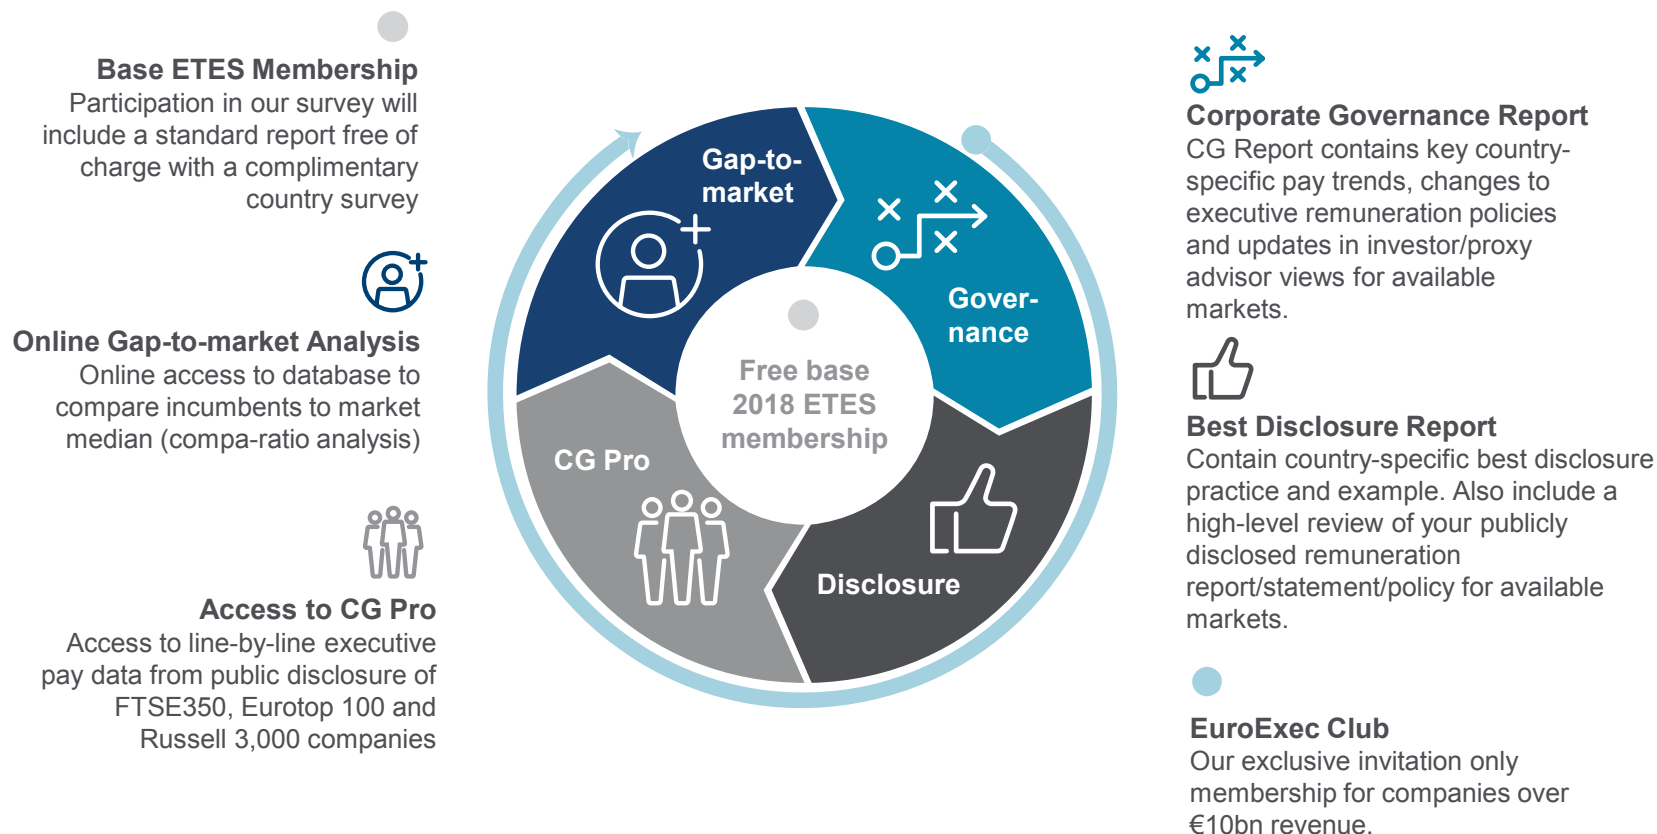 Base ETES Membership
Participation in our survey will
include a standard report free of
charge with a complimentary
country survey
Online Gap-to-market Analysis
Online access to database to
compare incumbents to market
median (compa-ratio analysis)
Access to CG Pro
Access to line-by-line executive
pay data from public disclosure of
FTSE350, Eurotop 100 and
Russell 3,000 companies
Gap-to-
market
Gover-
nance
Free base
2018 ETES
membership
CG Pro
Disclosure
Corporate Governance Report
CG Report contains key country-
specific pay trends, changes to
executive remuneration policies
and updates in investor/proxy
advisor views for available
markets.
Best Disclosure Report
Contain country-specific best disclosure
practice and example. Also include a
high-level review of your publicly
disclosed remuneration
report/statement/policy for available
markets.
EuroExec Club
Our exclusive invitation only
membership for companies over
€10bn revenue.